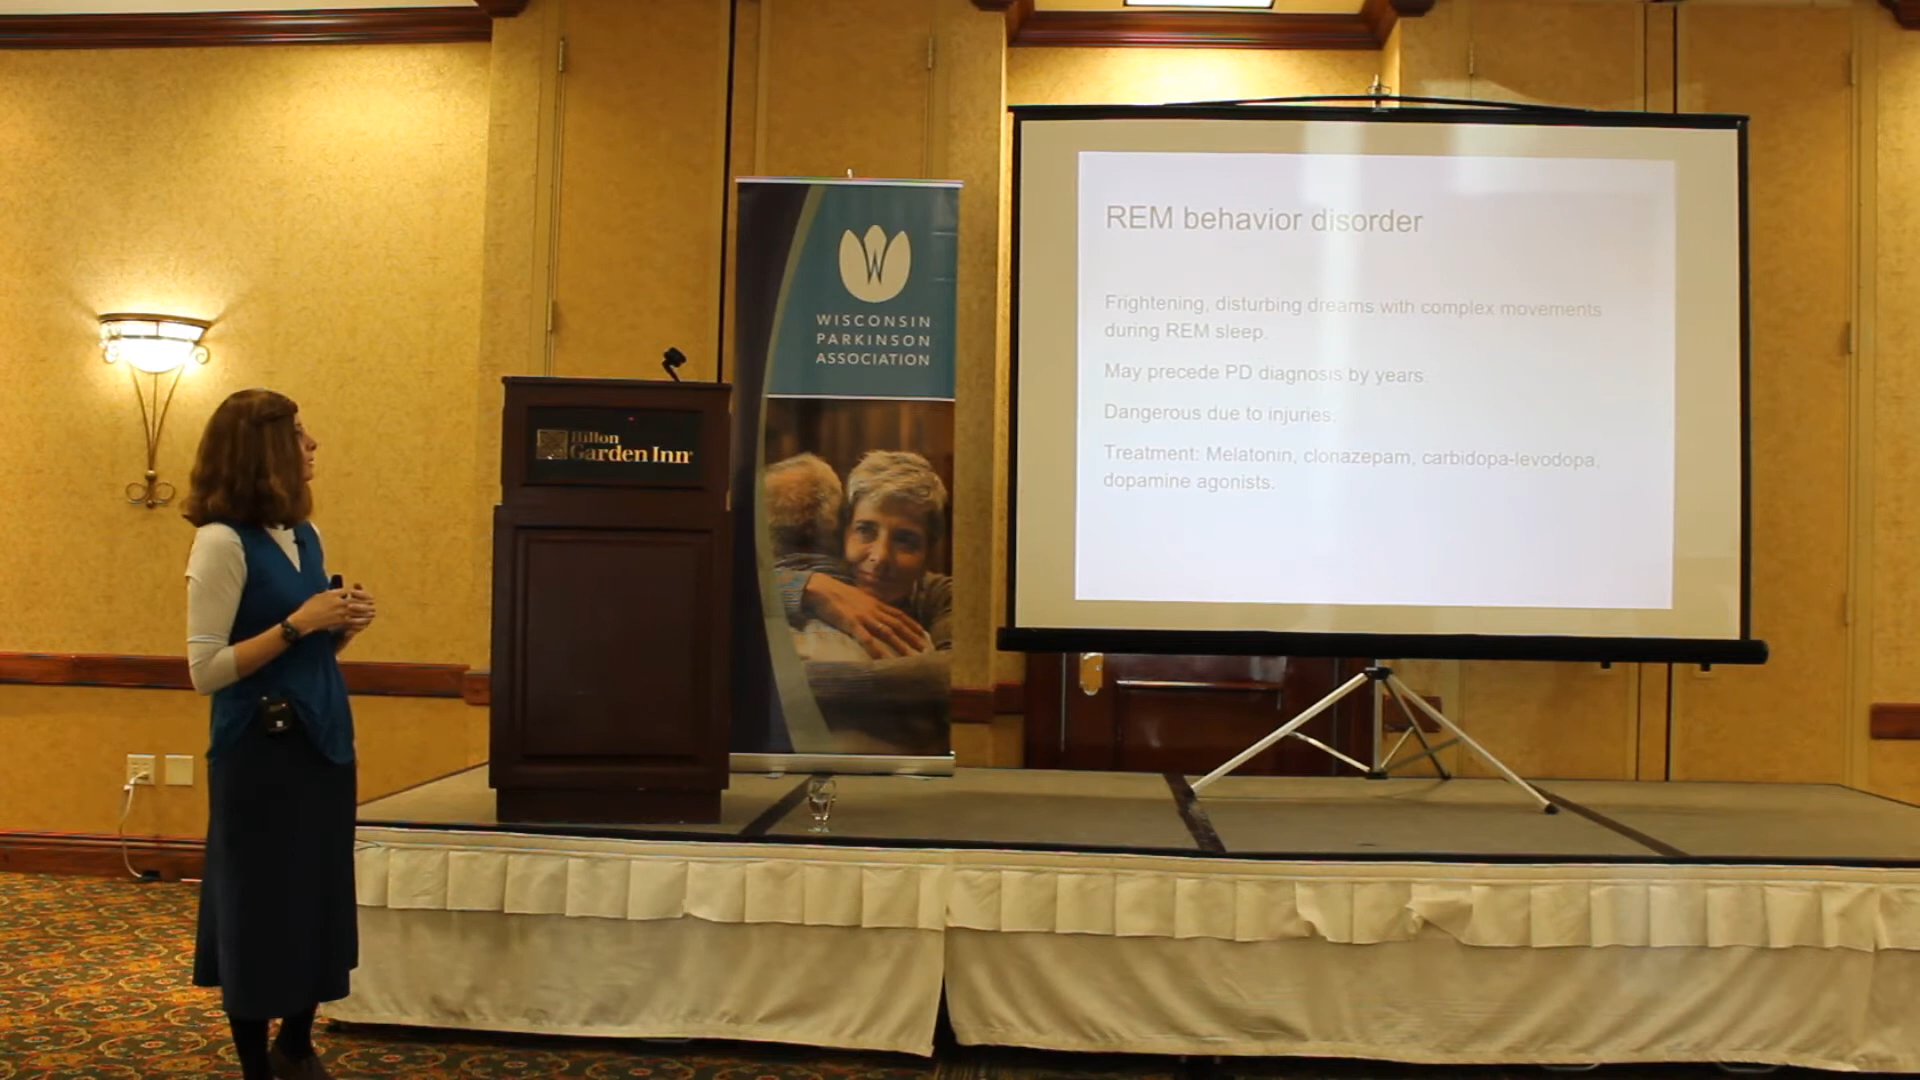 Hilton
Garden Inn
W
WISCONSIN
PARKINSON
ASSOCIATION
REM behavior disorder
Frightening, disturbing dreams with complex movements
during REM sleep.
May precede PD diagnosis by years.
Dangerous due to injuries.
Treatment: Melatonin, clonazepam, carbidopa-levodopa,
dopamine agonists.